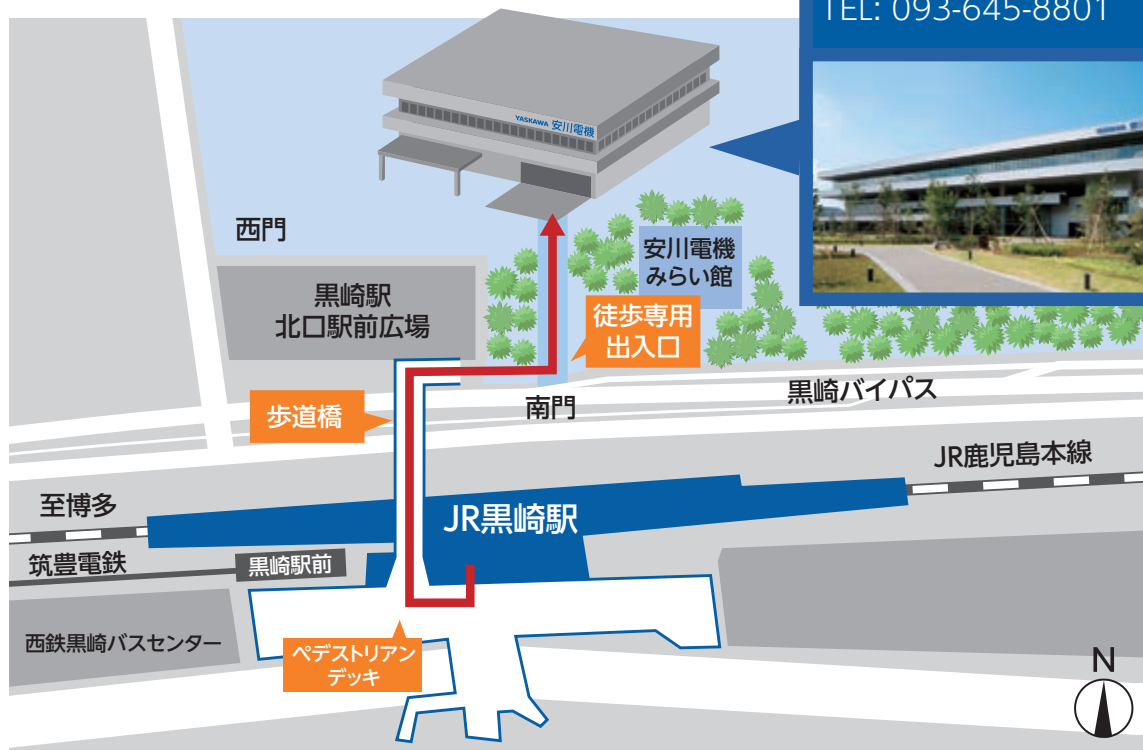 TEL: 093-645-8801
YASKAWA 安川電機
西門
安川電機
みらい館
黒崎駅
北口駅前広場
徒歩専用
出入口
歩道橋
南門
黒崎バイパス
JR鹿児島本線
至博多
JR黒崎駅
筑豊電鉄
黒崎駅前
西鉄黒崎バスセンター
ペデストリアン
デッキ
N